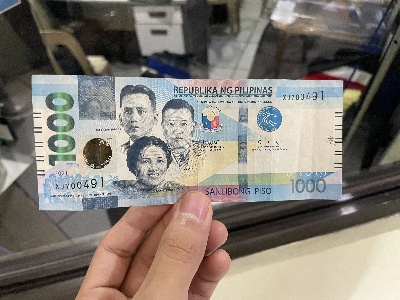 REPUBLIKA NG PILIPINAS
XJ700491
1000
XJ700491
SANLIBONG PISO
1000